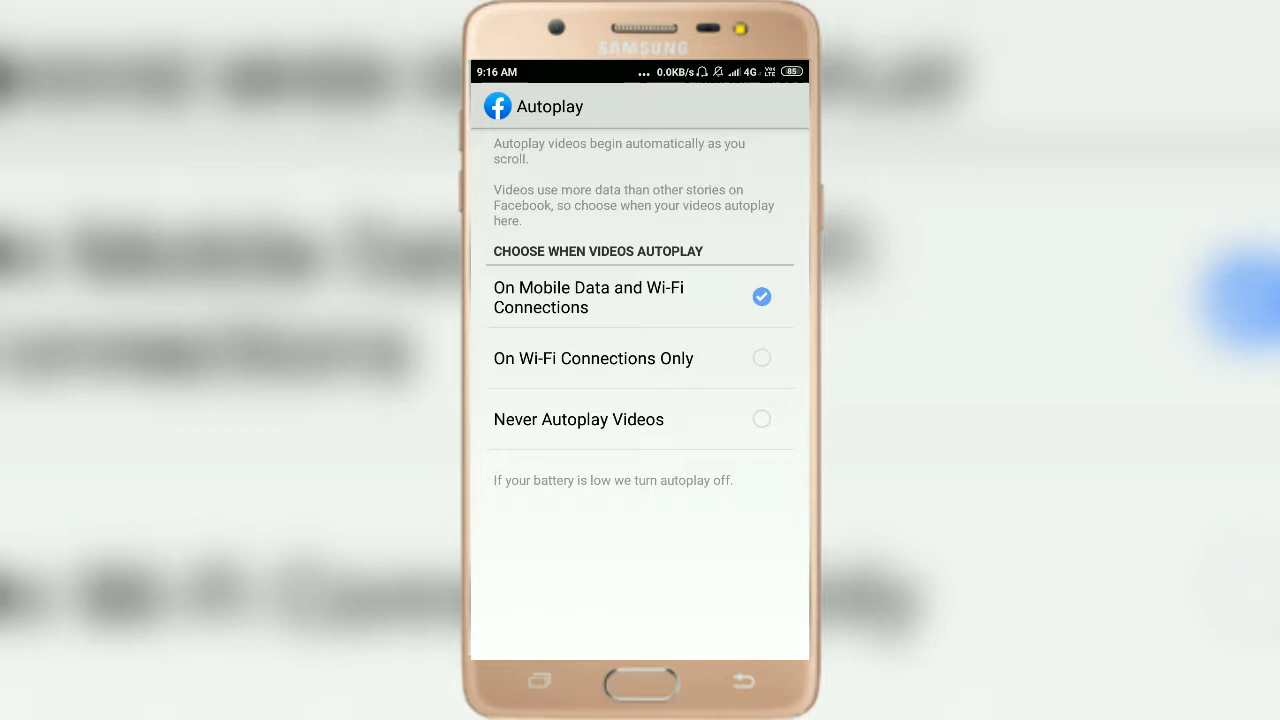 SAMSUNG
9:16 AM ... 0.0KB/s 4G Vo LTE 85
Autoplay
Autoplay videos begin automatically as you
scroll.
Videos use more data than other stories on
Facebook, so choose when your videos autoplay
here.
CHOOSE WHEN VIDEOS AUTOPLAY
On Mobile Data and Wi-Fi
Connections
On Wi-Fi Connections Only
Never Autoplay Videos
If your battery is low we turn autoplay off.